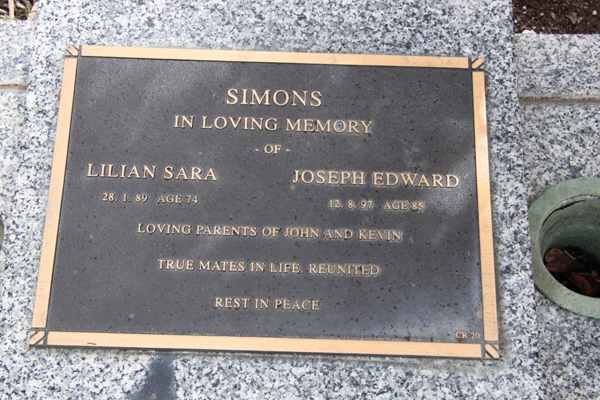 SIMONS
IN LOVING MEMORY
- OF -
LILIAN SARA JOSEPH EDWARD
28. 1. 89 AGE 74 12. 8. 97 AGE 85
LOVING PARENTS OF JOHN AND KEVIN
TRUE MATES IN LIFE, REUNITED
REST IN PEACE
CR 20